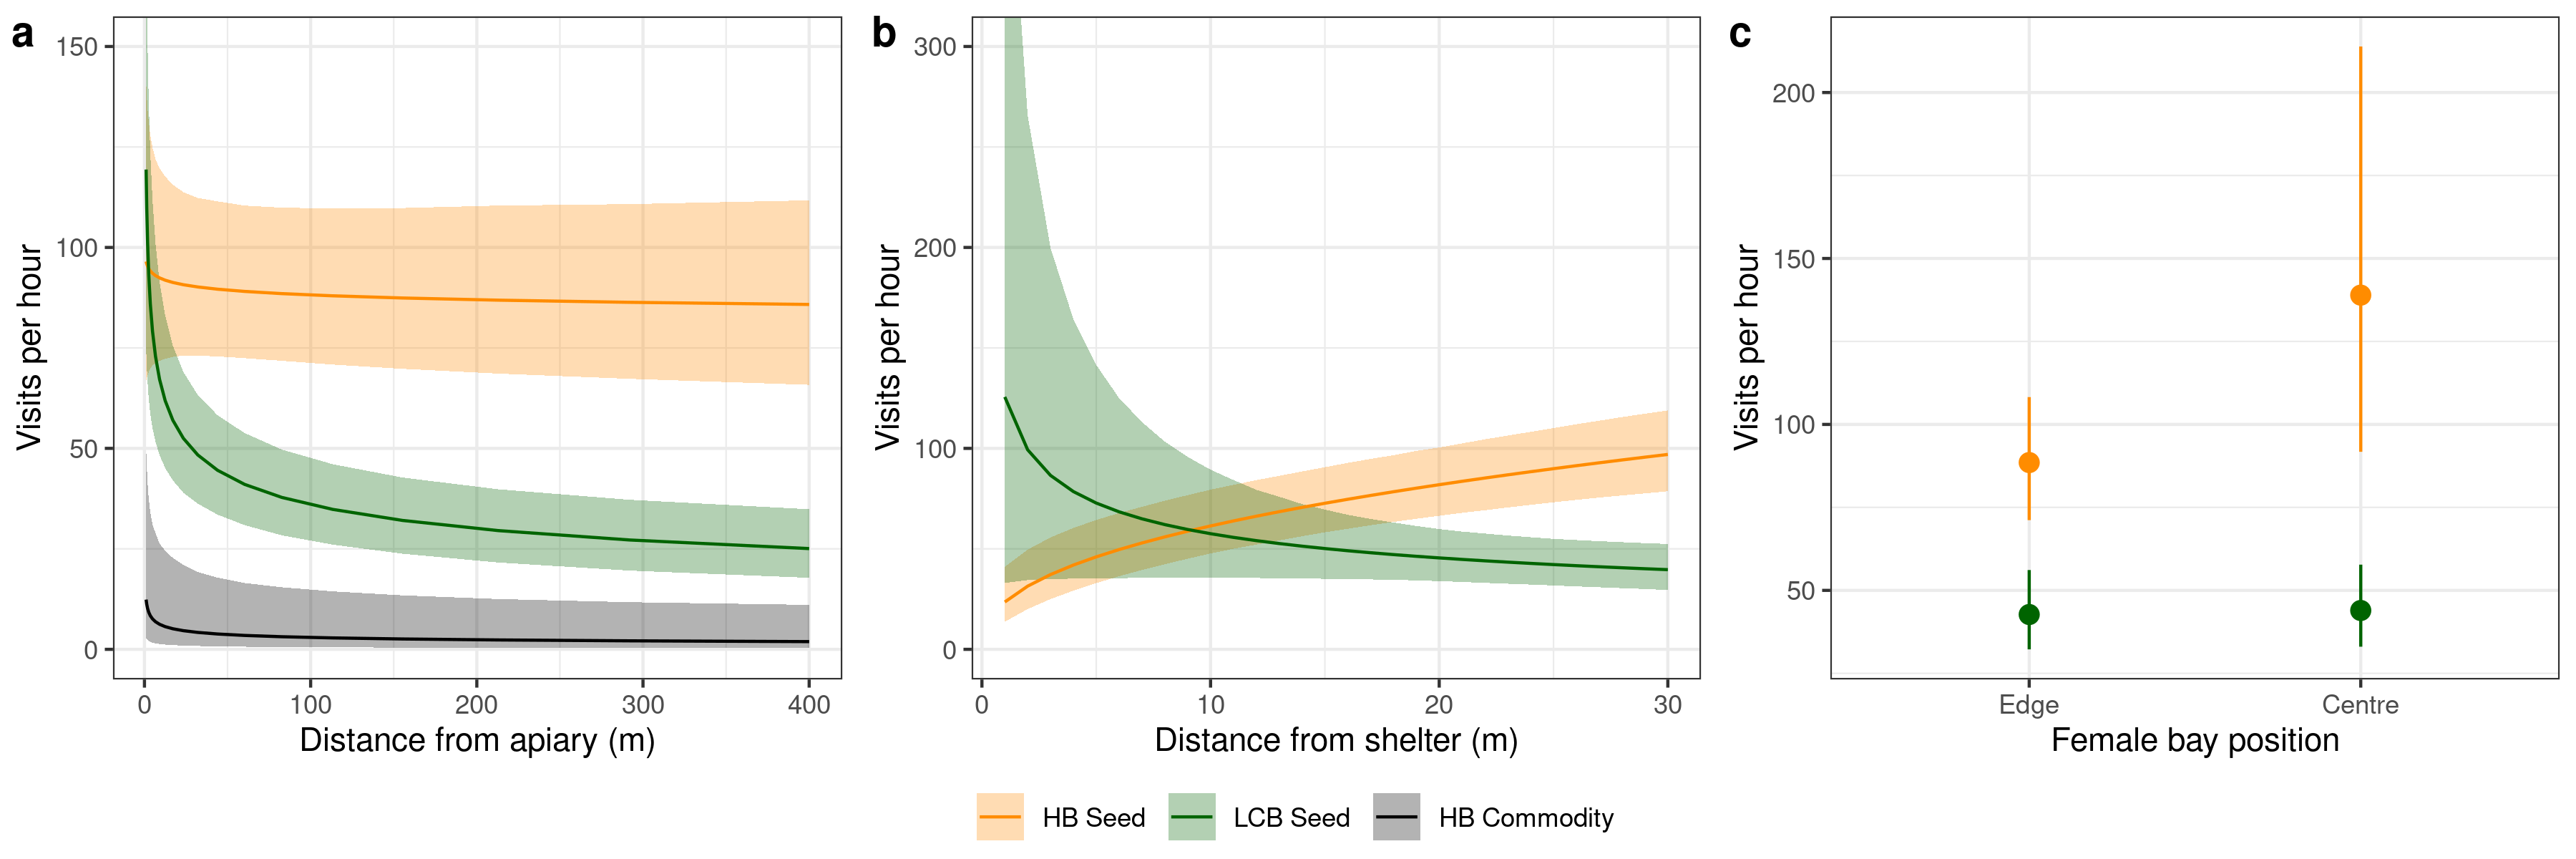 a
150
100
50
0
Visits per hour
0 100 200 300 400
Distance from apiary (m)
b
300
200
100
0
Visits per hour
0 10 20 30
Distance from shelter (m)
c
200
150
100
50
Visits per hour
Edge Centre
Female bay position
HB Seed LCB Seed HB Commodity